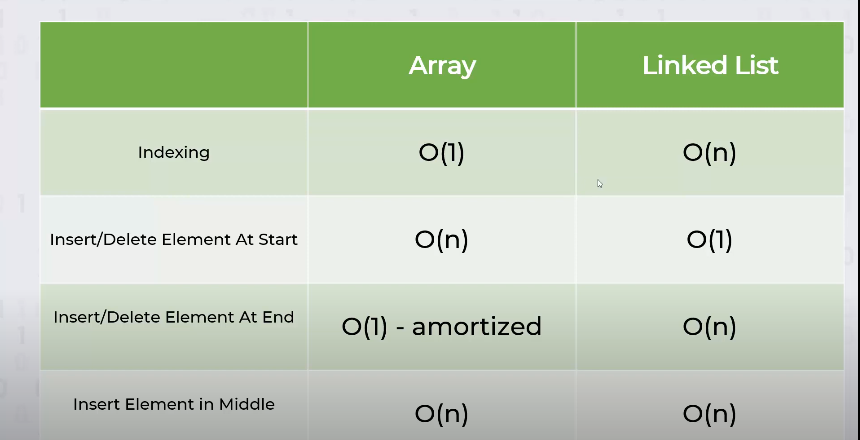 Array Linked List
Indexing O(1) O(n)
Insert/Delete Element At Start O(n) O(1)
Insert/Delete Element At End O(1) - amortized O(n)
Insert Element in Middle O(n) O(n)